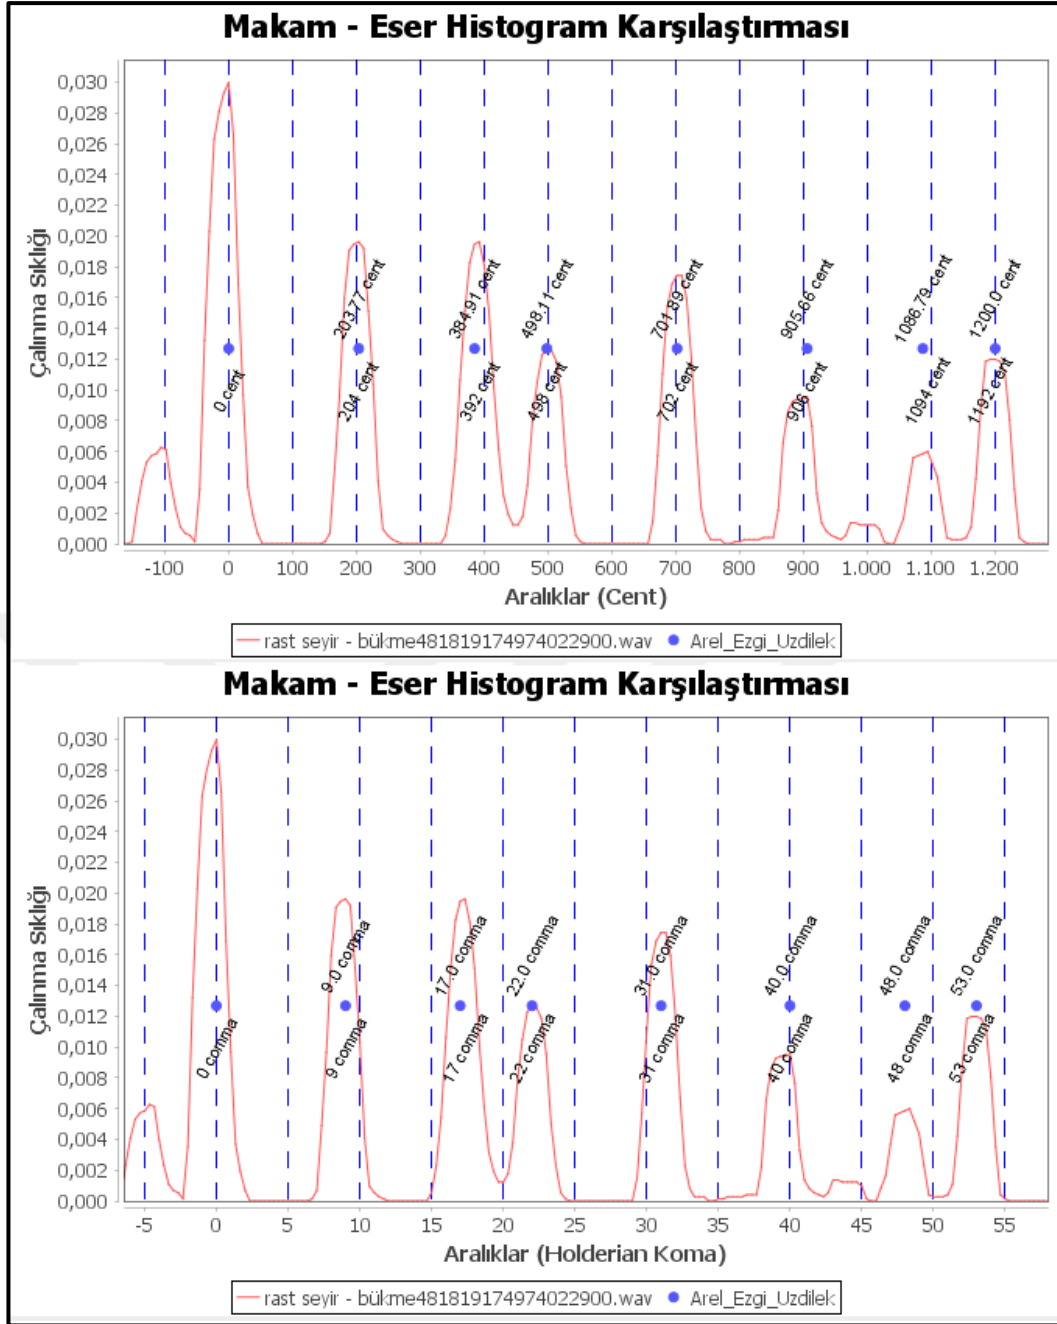 Makam - Eser Histogram Karşılaştırması
Çalınma Sıklığı
0,030
0,028
0,026
0,024
0,022
0,020
0,018
0,016
0,014
0,012
0,010
0,008
0,006
0,004
0,002
0,000
203.77 cent
384.91 cent
498.11 cent
701.89 cent
905.66 cent
1086.79 cent
1200.0 cent
0 cent
204 cent
392 cent
498 cent
702 cent
906 cent
1094 cent
1192 cent
-100 0 100 200 300 400 500 600 700 800 900 1.000 1.100 1.200
Aralıklar (Cent)
rast seyir - bükme481819174974022900.wav Arel_Ezgi_Uzdilek
Makam - Eser Histogram Karşılaştırması
Çalınma Sıklığı
0,030
0,028
0,026
0,024
0,022
0,020
0,018
0,016
0,014
0,012
0,010
0,008
0,006
0,004
0,002
0,000
9.0 comma
17.0 comma
22.0 comma
31.0 comma
40.0 comma
48.0 comma
53.0 comma
0 comma
9 comma
17 comma
22 comma
31 comma
40 comma
48 comma
53 comma
-5 0 5 10 15 20 25 30 35 40 45 50 55
Aralıklar (Holderian Koma)
rast seyir - bükme481819174974022900.wav Arel_Ezgi_Uzdilek